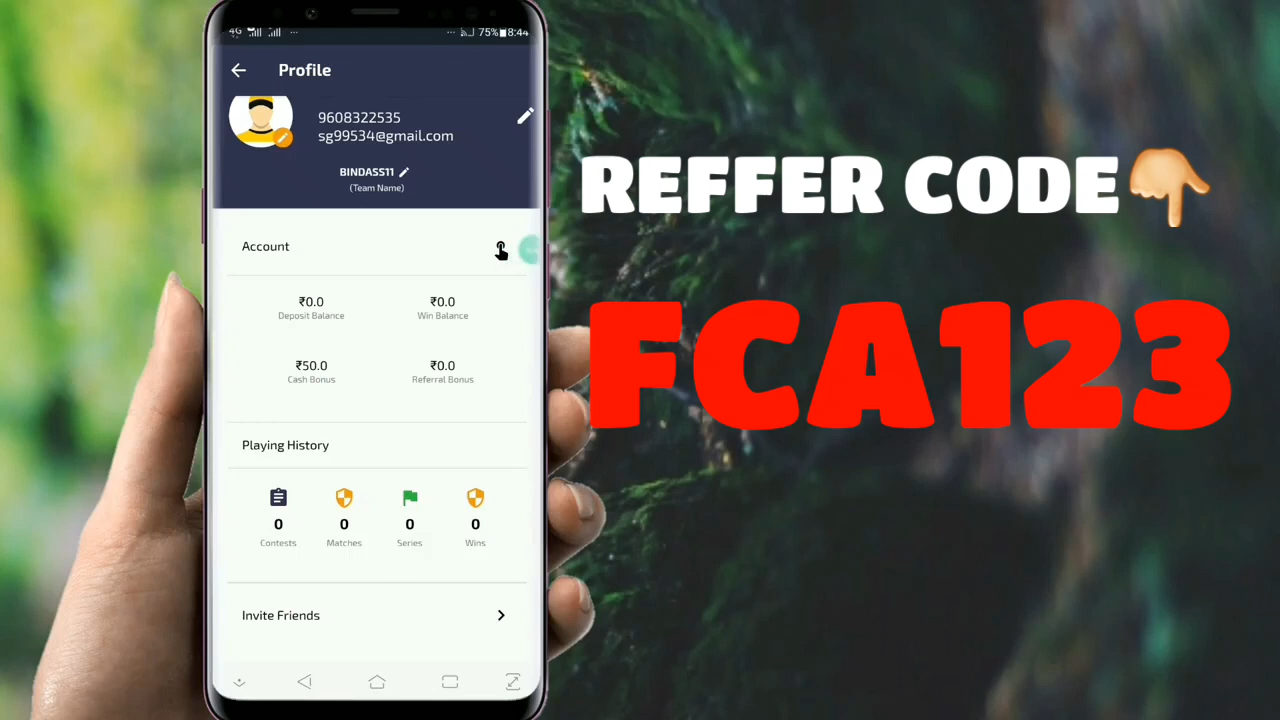 4G
75% 8:44
Profile
9608322535
sg99534@gmail.com
BINDASS11
(Team Name)
Account
₹0.0 ₹0.0
Deposit Balance Win Balance
₹50.0 ₹0.0
Cash Bonus Referral Bonus
Playing History
0 0 0 0
Contests Matches Series Wins
Invite Friends
REFFER CODE👇
FCA123